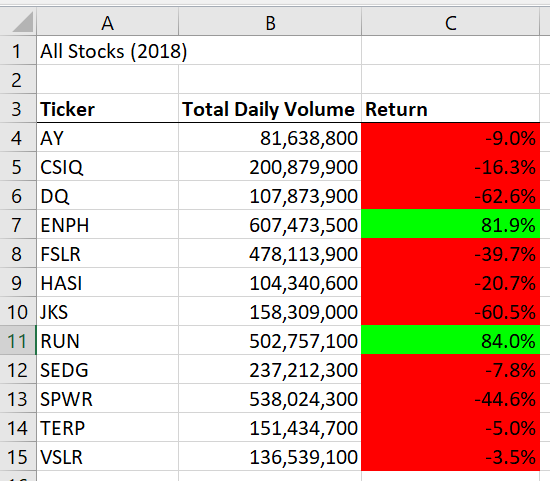 A B C
1 All Stocks (2018)
2
3 Ticker Total Daily Volume Return
4 AY 81,638,800 -9.0%
5 CSIQ 200,879,900 -16.3%
6 DQ 107,873,900 -62.6%
7 ENPH 607,473,500 81.9%
8 FSLR 478,113,900 -39.7%
9 HASI 104,340,600 -20.7%
10 JKS 158,309,000 -60.5%
11 RUN 502,757,100 84.0%
12 SEDG 237,212,300 -7.8%
13 SPWR 538,024,300 -44.6%
14 TERP 151,434,700 -5.0%
15 VSLR 136,539,100 -3.5%